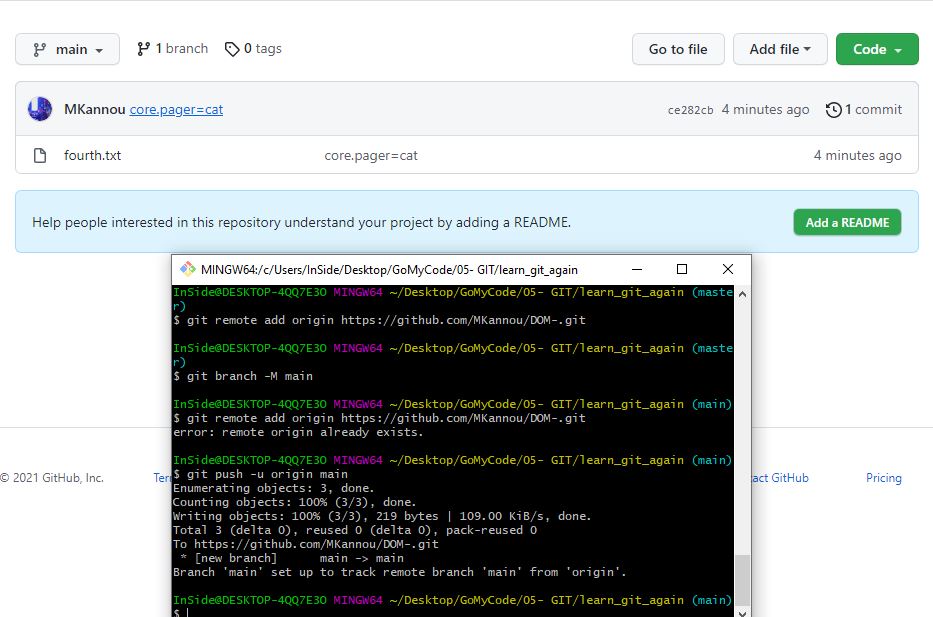 main
1 branch
0 tags
Go to file
Add file
Code
MKannou core.pager=cat
ce282cb 4 minutes ago
1 commit
fourth.txt
core.pager=cat
4 minutes ago
Help people interested in this repository understand your project by adding a README.
Add a README
MINGW64:/c/Users/InSide/Desktop/GoMyCode/05- GIT/learn_git_again
InSide@DESKTOP-4QQ7E3O MINGW64 ~/Desktop/GoMyCode/05- GIT/learn_git_again (maste
r)
$ git remote add origin https://github.com/MKannou/DOM-.git
InSide@DESKTOP-4QQ7E3O MINGW64 ~/Desktop/GoMyCode/05- GIT/learn_git_again (maste
r)
$ git branch -M main
InSide@DESKTOP-4QQ7E3O MINGW64 ~/Desktop/GoMyCode/05- GIT/learn_git_again (main)
$ git remote add origin https://github.com/MKannou/DOM-.git
error: remote origin already exists.
InSide@DESKTOP-4QQ7E3O MINGW64 ~/Desktop/GoMyCode/05- GIT/learn_git_again (main)
$ git push -u origin main
Enumerating objects: 3, done.
Counting objects: 100% (3/3), done.
Writing objects: 100% (3/3), 219 bytes | 109.00 KiB/s, done.
Total 3 (delta 0), reused 0 (delta 0), pack-reused 0
To https://github.com/MKannou/DOM-.git
 * [new branch]      main -> main
Branch 'main' set up to track remote branch 'main' from 'origin'.
InSide@DESKTOP-4QQ7E3O MINGW64 ~/Desktop/GoMyCode/05- GIT/learn_git_again (main)
$
© 2021 GitHub, Inc.
GitHub
Pricing